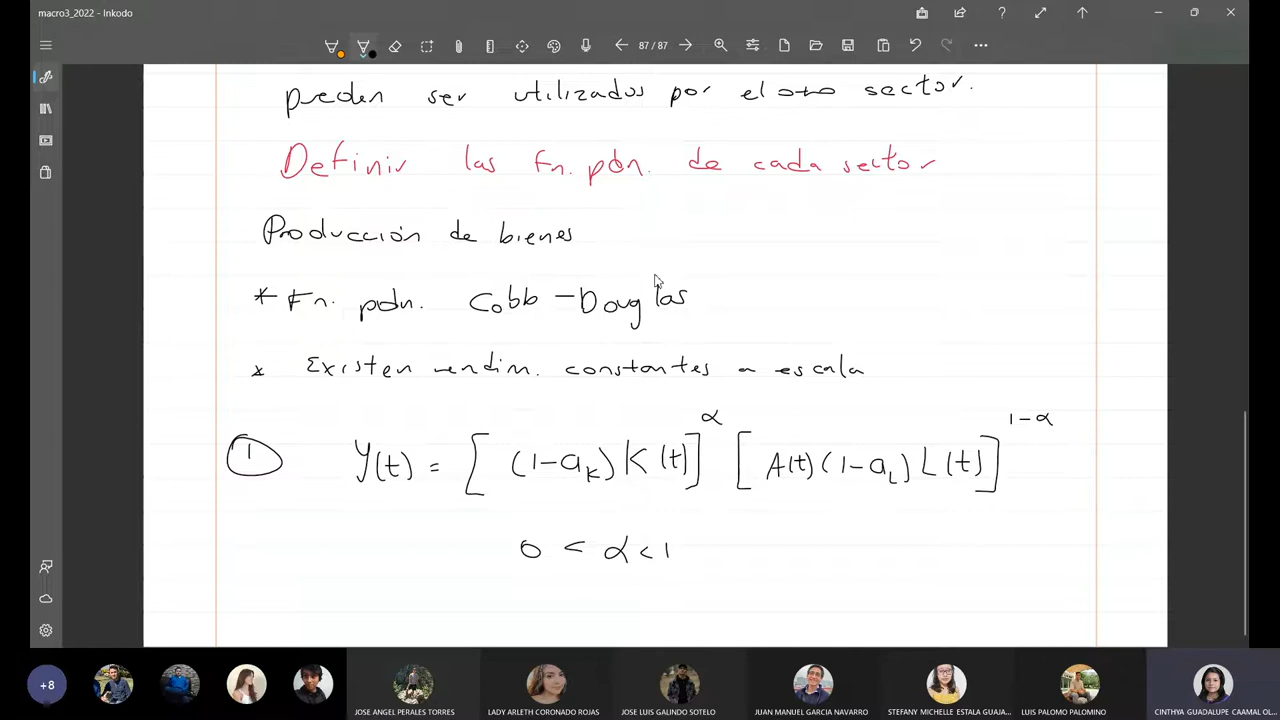 macro3_2022 - Inkodo
87 / 87
pueden ser utilizados por el otro sector.
Definir las Fn. pdn. de cada sector
Producción de bienes
* Fn. pdn. Cobb - Douglas
* Existen rendim. constantes a escala
1 Y(t) = [(1-a_K) K(t)]^α [A(t)(1-a_L) L(t)]^1-α
0 < α < 1
+8
JOSE ANGEL PERALES TORRES
LADY ARLETH CORONADO ROJAS
JOSE LUIS GALINDO SOTELO
JUAN MANUEL GARCIA NAVARRO
STEFANY MICHELLE ESTALA GUAJA...
LUIS PALOMO PALOMINO
CINTHYA GUADALUPE CAAMAL OL...